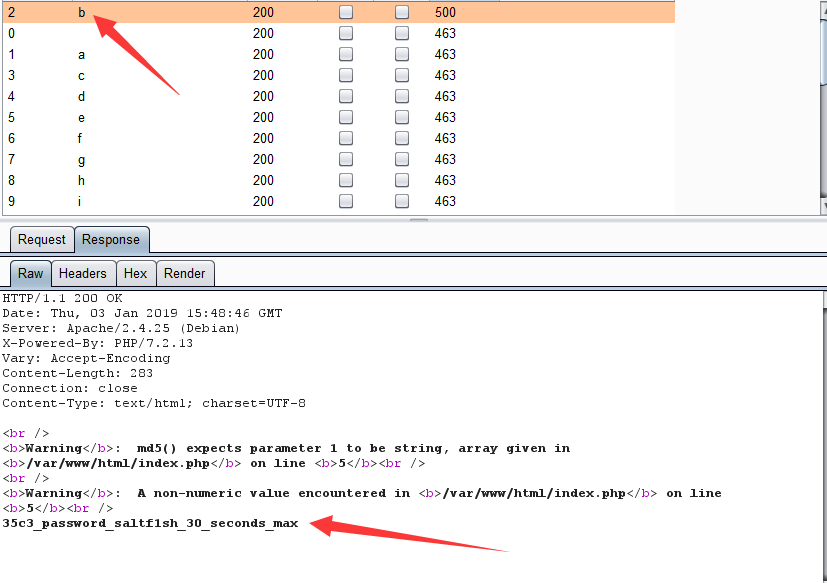 2 b 200 500
0 200 463
1 a 200 463
3 c 200 463
4 d 200 463
5 e 200 463
6 f 200 463
7 g 200 463
8 h 200 463
9 i 200 463
Request Response
Raw Headers Hex Render
HTTP/1.1 200 OK
Date: Thu, 03 Jan 2019 15:48:46 GMT
Server: Apache/2.4.25 (Debian)
X-Powered-By: PHP/7.2.13
Vary: Accept-Encoding
Content-Length: 283
Connection: close
Content-Type: text/html; charset=UTF-8
<br />
<b>Warning</b>:  md5() expects parameter 1 to be string, array given in
<b>/var/www/html/index.php</b> on line <b>5</b><br />
<br />
<b>Warning</b>:  A non-numeric value encountered in <b>/var/www/html/index.php</b> on line
<b>5</b><br />
35c3_password_saltf1sh_30_seconds_max